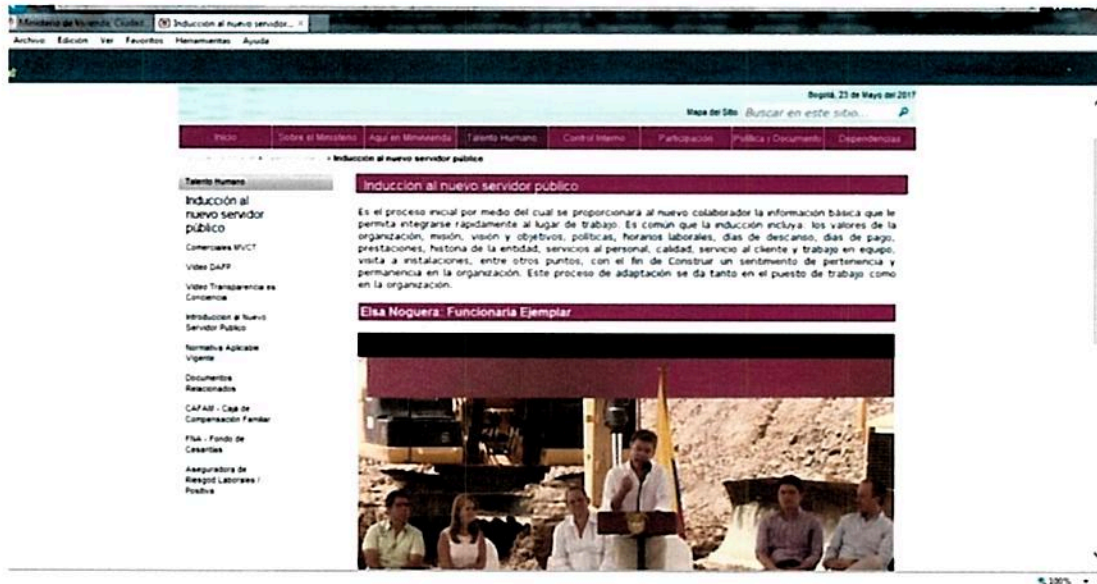 Ministerio de Vivienda, Ciudad...
Inducción al nuevo servidor...
Archivo Edición Ver Favoritos Herramientas Ayuda
Bogotá, 23 de Mayo del 2017
Mapa del Sitio Buscar en este sitio...
Inicio Sobre el Ministerio Aquí en Minvivienda Talento Humano Control Interno Participación Política y Documento Dependencias
» Inducción al nuevo servidor público
Talento Humano
Inducción al
nuevo servidor
público
Comerciales MVCT
Video DAFP
Video Transparencia es
Conciencia
Introducción al Nuevo
Servidor Público
Normativa Aplicable
Vigente
Documentos
Relacionados
CAFAM - Caja de
Compensación Familiar
FNA - Fondo de
Cesantías
Aseguradora de
Riesgod Laborales /
Positiva
Inducción al nuevo servidor público
Es el proceso inicial por medio del cual se proporcionará al nuevo colaborador la información básica que le
permita integrarse rápidamente al lugar de trabajo. Es común que la inducción incluya: los valores de la
organización, misión, visión y objetivos, políticas, horarios laborales, días de descanso, días de pago,
prestaciones, historia de la entidad, servicios al personal, calidad, servicio al cliente y trabajo en equipo,
visita a instalaciones, entre otros puntos, con el fin de Construir un sentimiento de pertenencia y
permanencia en la organización. Este proceso de adaptación se da tanto en el puesto de trabajo como
en la organización.
Elsa Noguera: Funcionaria Ejemplar
100%